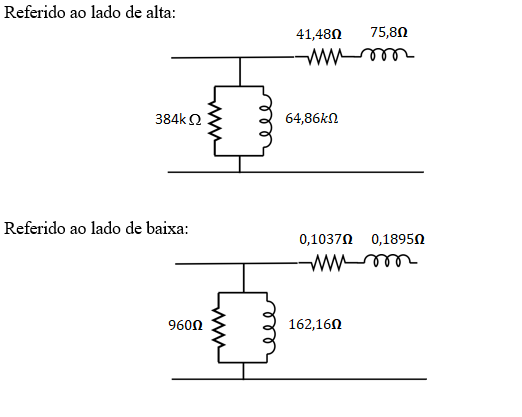 Referido ao lado de alta:
41,48Ω 75,8Ω
384k Ω 64,86kΩ
Referido ao lado de baixa:
0,1037Ω 0,1895Ω
960Ω 162,16Ω